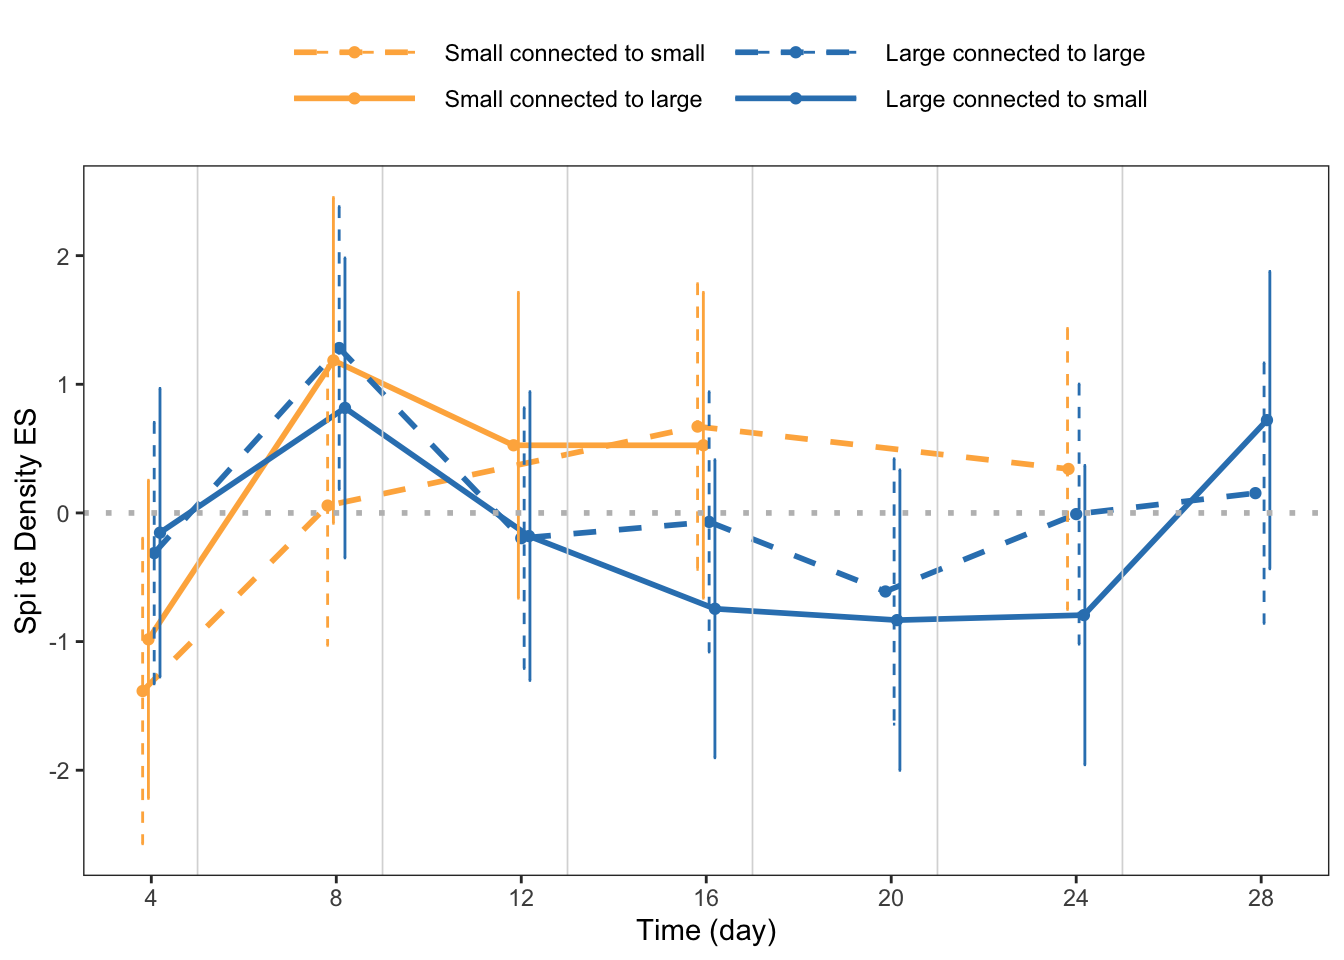 Small connected to small
Large connected to large
Small connected to large
Large connected to small
Spi te Density ES
2
1
0
-1
-2
4
8
12
16
20
24
28
Time (day)